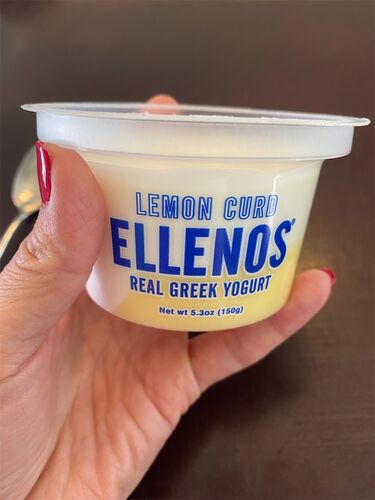 LEMON CURD
ELLENOS®
REAL GREEK YOGURT
Net wt 5.3oz (150g)